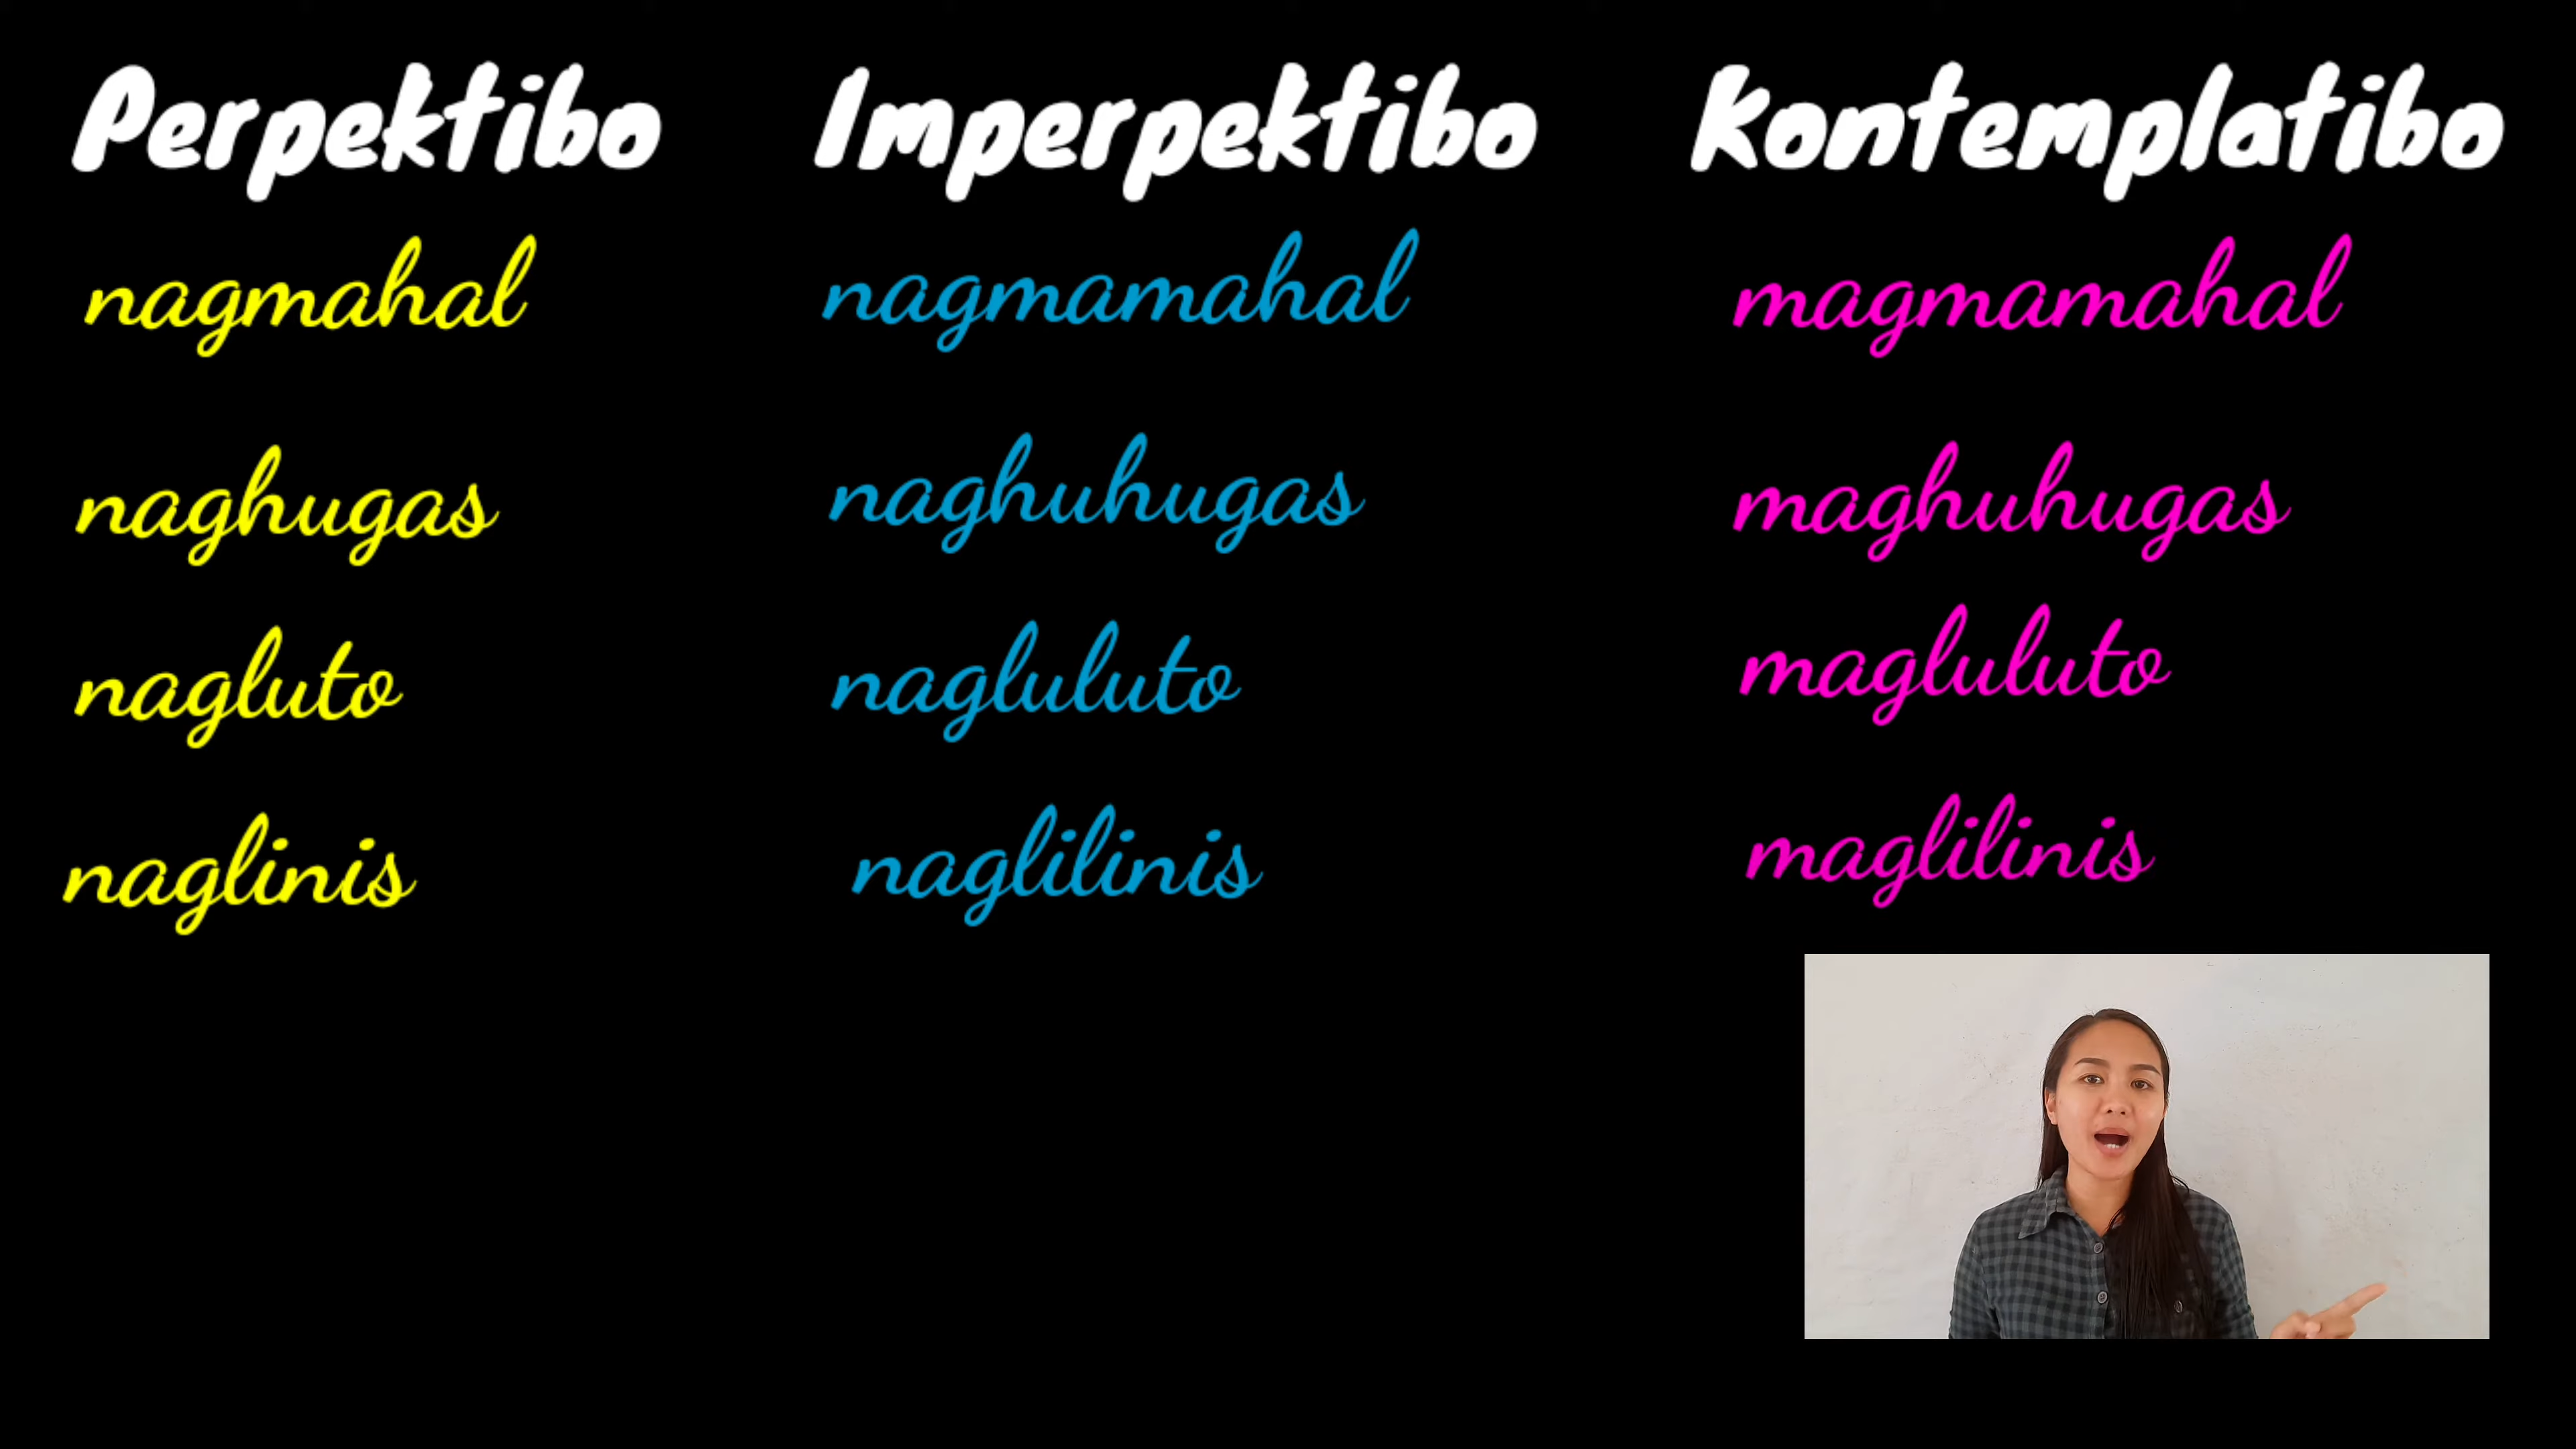 Perpektibo Imperpektibo Kontemplatibo
nagmahal nagmamahal magmamahal
naghugas naghuhugas maghuhugas
nagluto nagluluto magluluto
naglinis naglilinis maglilinis